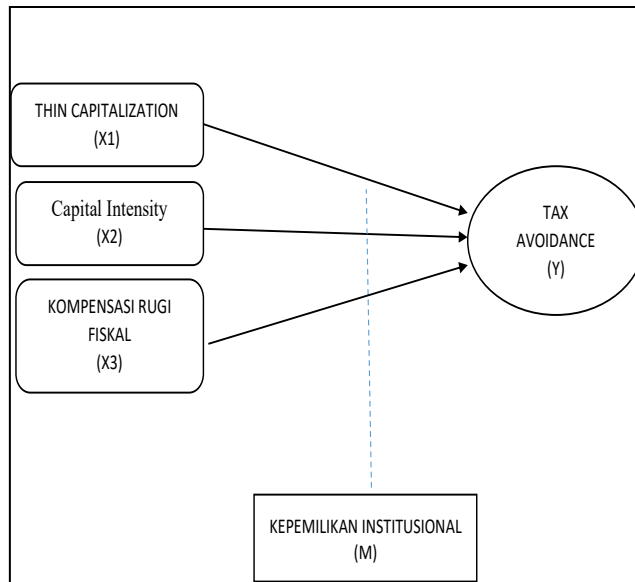 THIN CAPITALIZATION
(X1)
Capital Intensity
(X2)
KOMPENSASI RUGI
FISKAL
(X3)
TAX
AVOIDANCE
(Y)
KEPEMILIKAN INSTITUSIONAL
(M)